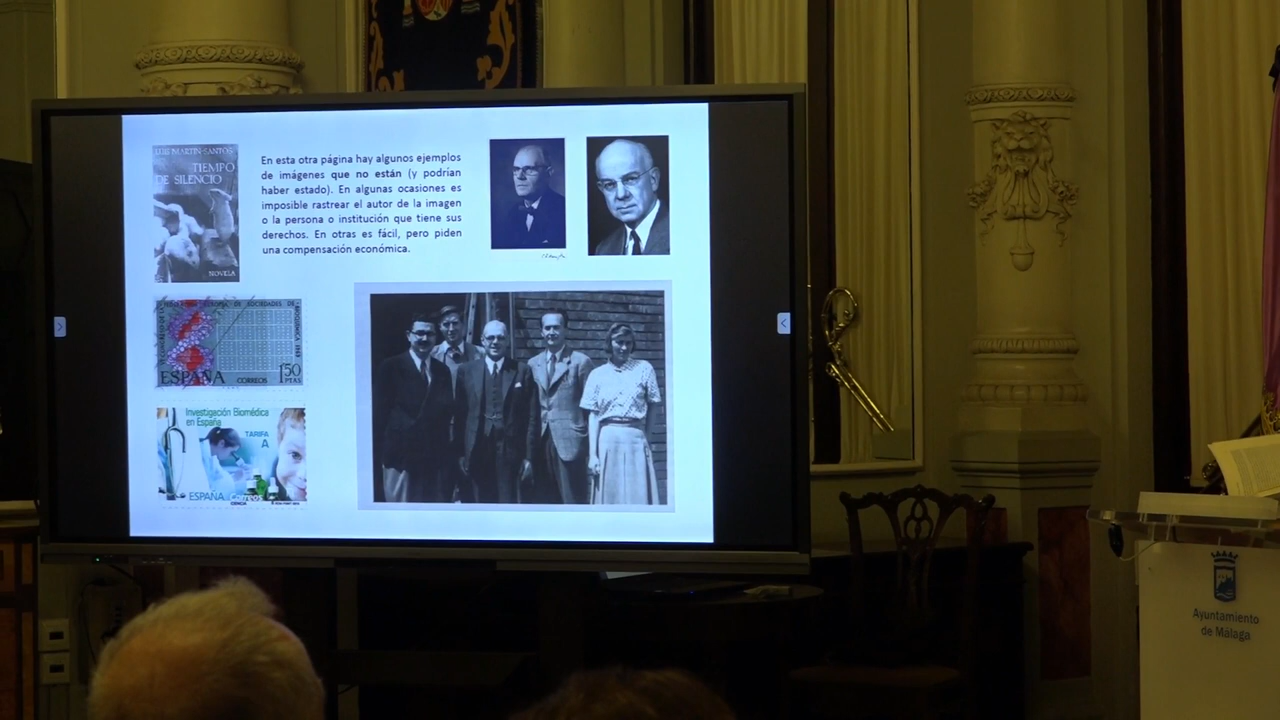 LUIS MARTIN-SANTOS
TIEMPO
DE SILENCIO
En esta otra página hay algunos ejemplos
de imágenes que no están (y podrían
haber estado). En algunas ocasiones es
imposible rastrear el autor de la imagen
o la persona o institución que tiene sus
derechos. En otras es fácil, pero piden
una compensación económica.
ESPAÑA
CORREOS
1'50
PTAS
BIOQUIMICA 1969
Investigación Biomédica
en España
TARIFA
A
ESPAÑA Correos
CIENCIA
Ayuntamiento
de Málaga